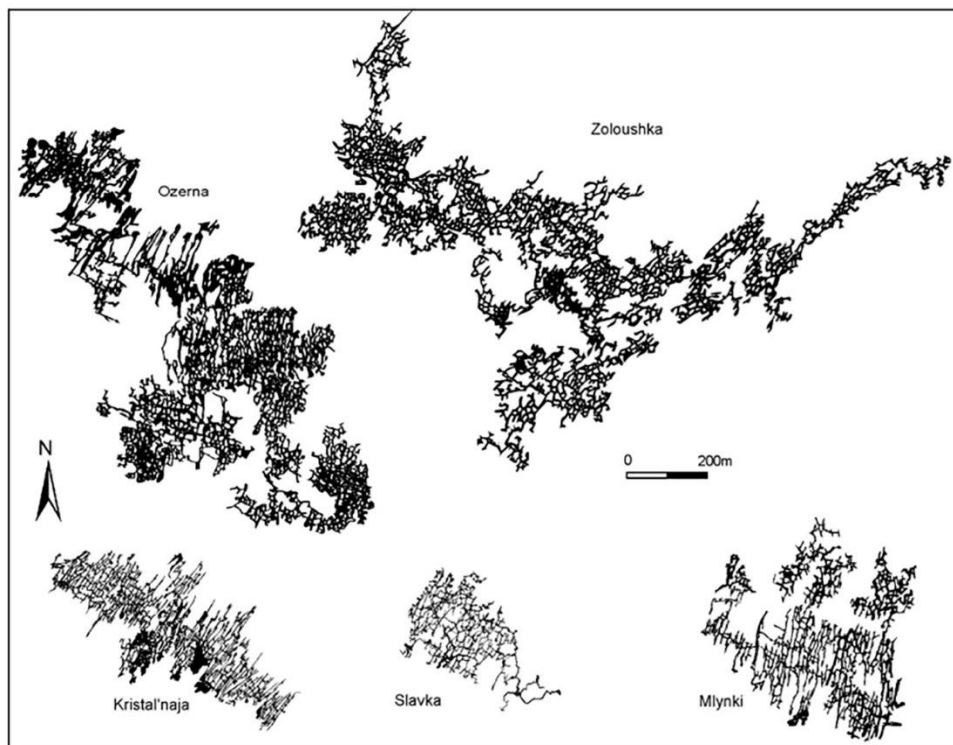 Zoloushka
Ozerna
N
0 200m
Kristal'naja
Slavka
Mlynki